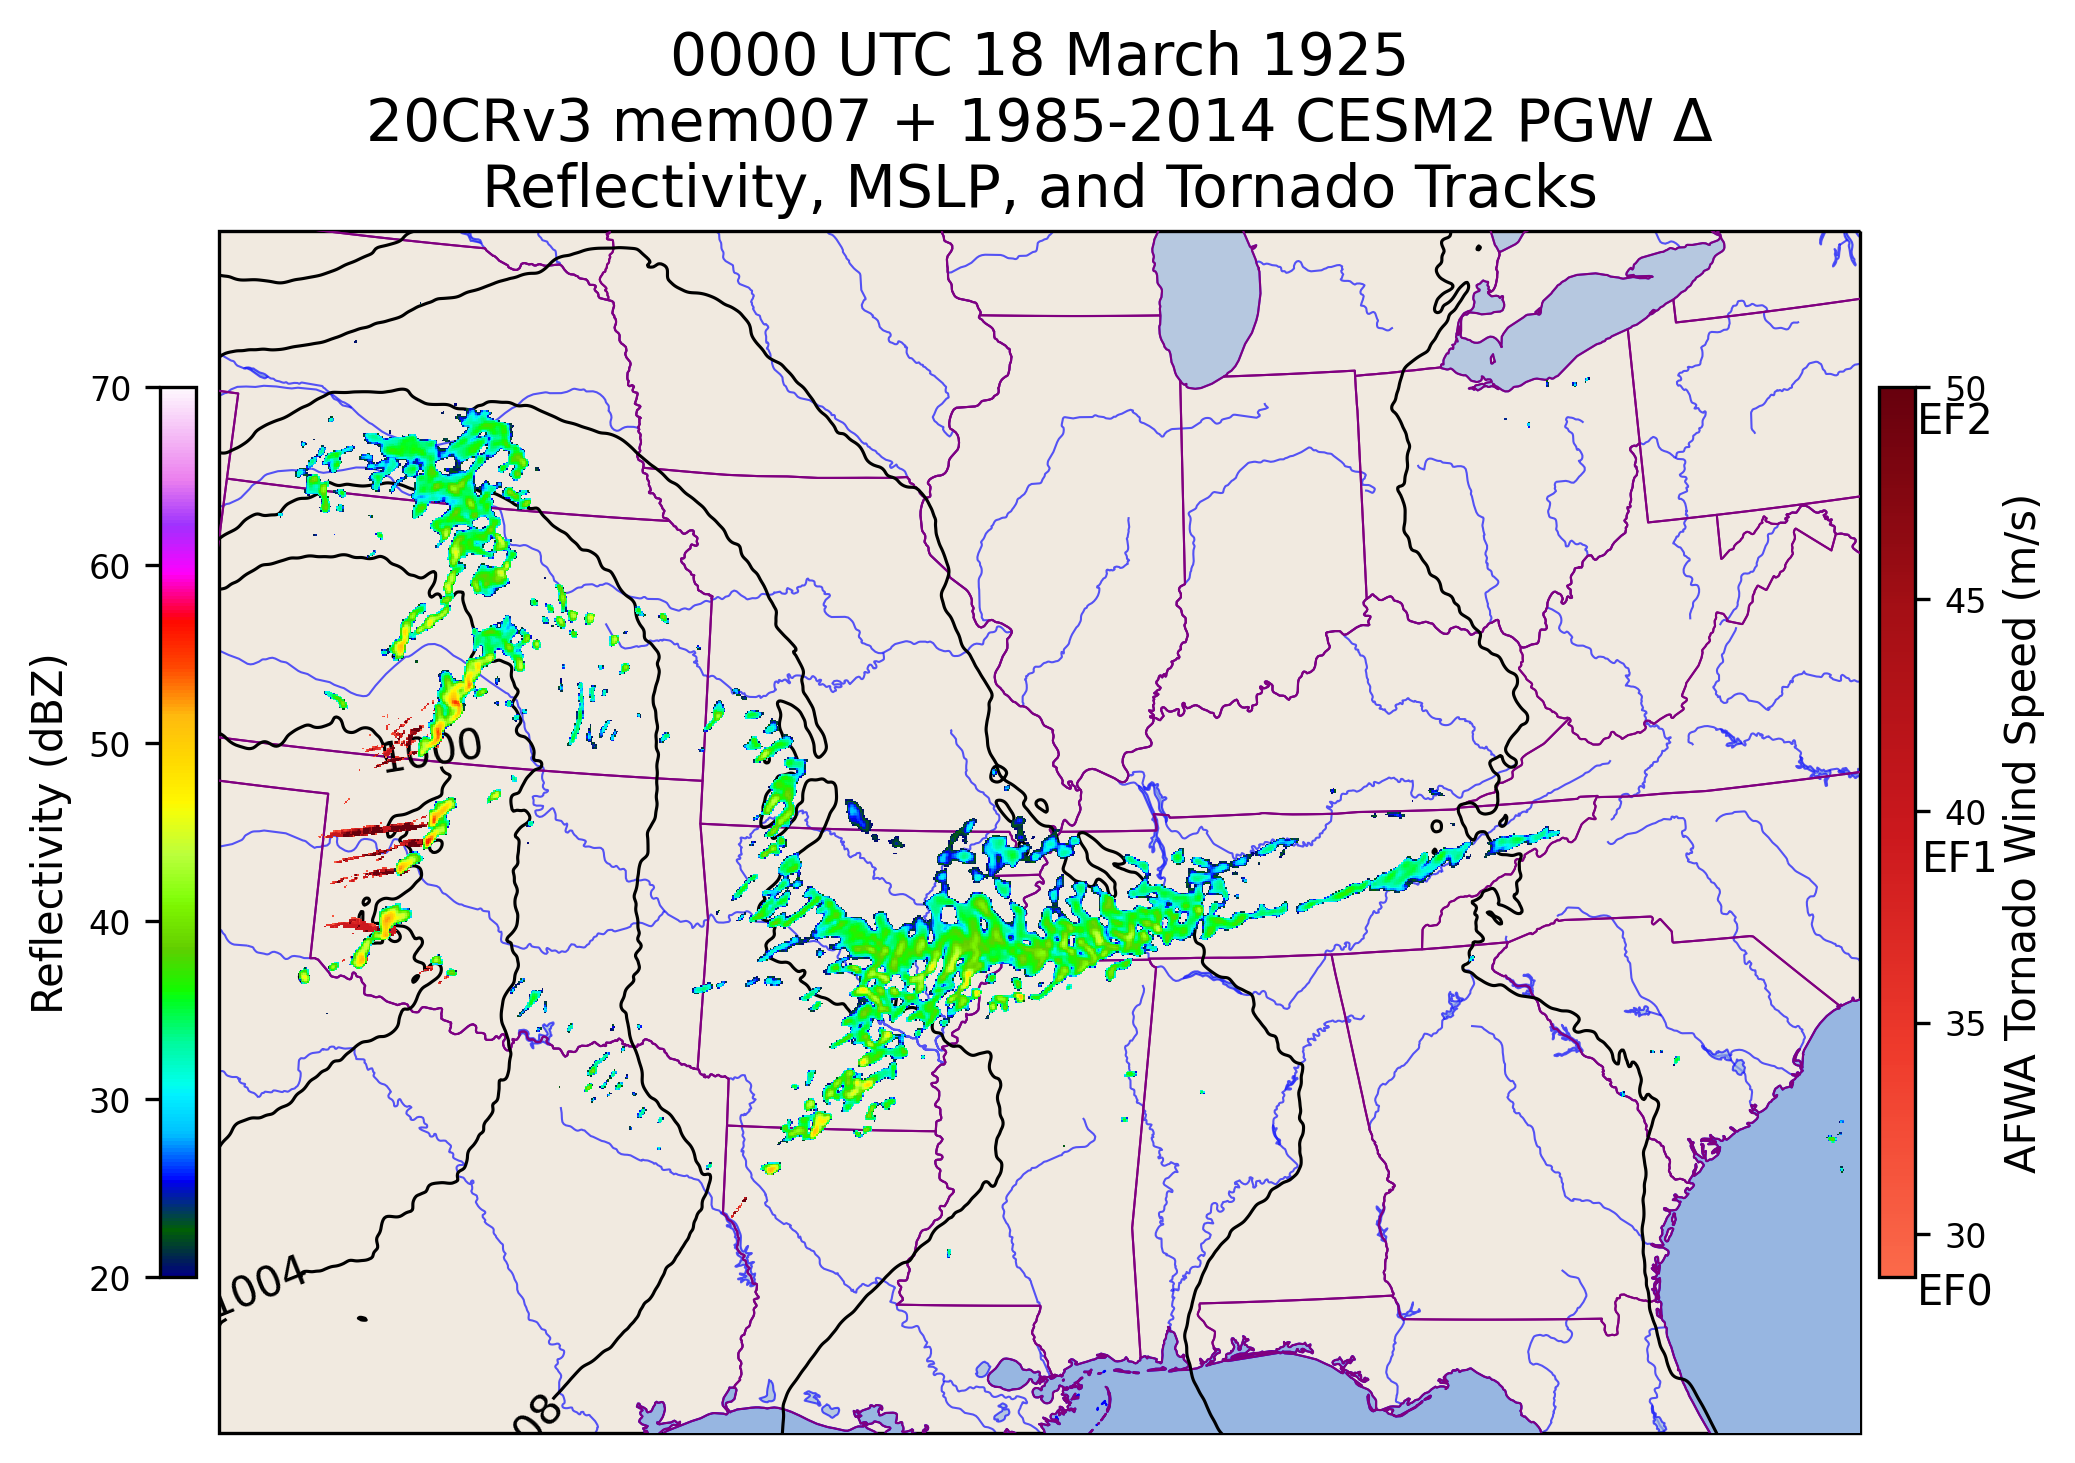 0000 UTC 18 March 1925
20CRv3 mem007 + 1985-2014 CESM2 PGW Δ
Reflectivity, MSLP, and Tornado Tracks
70
60
50
40
30
20
Reflectivity (dBZ)
1000
1004
08
50
EF2
45
40
EF1
35
30
EF0
AFWA Tornado Wind Speed (m/s)